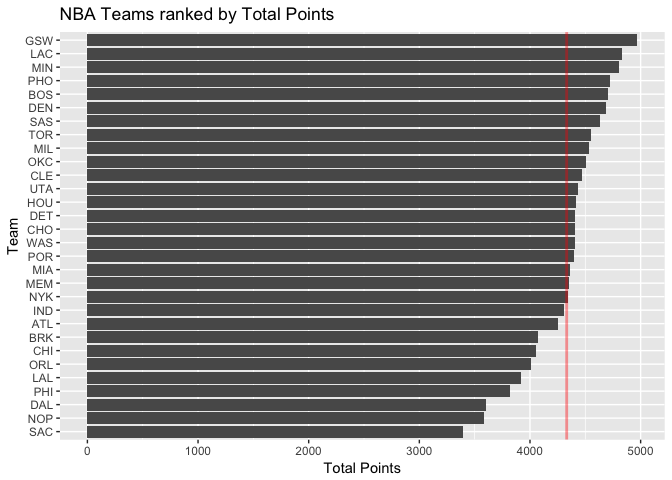 NBA Teams ranked by Total Points
GSW
LAC
MIN
PHO
BOS
DEN
SAS
TOR
MIL
OKC
CLE
UTA
HOU
DET
CHO
WAS
POR
MIA
MEM
NYK
IND
ATL
BRK
CHI
ORL
LAL
PHI
DAL
NOP
SAC
Team
0 1000 2000 3000 4000 5000
Total Points